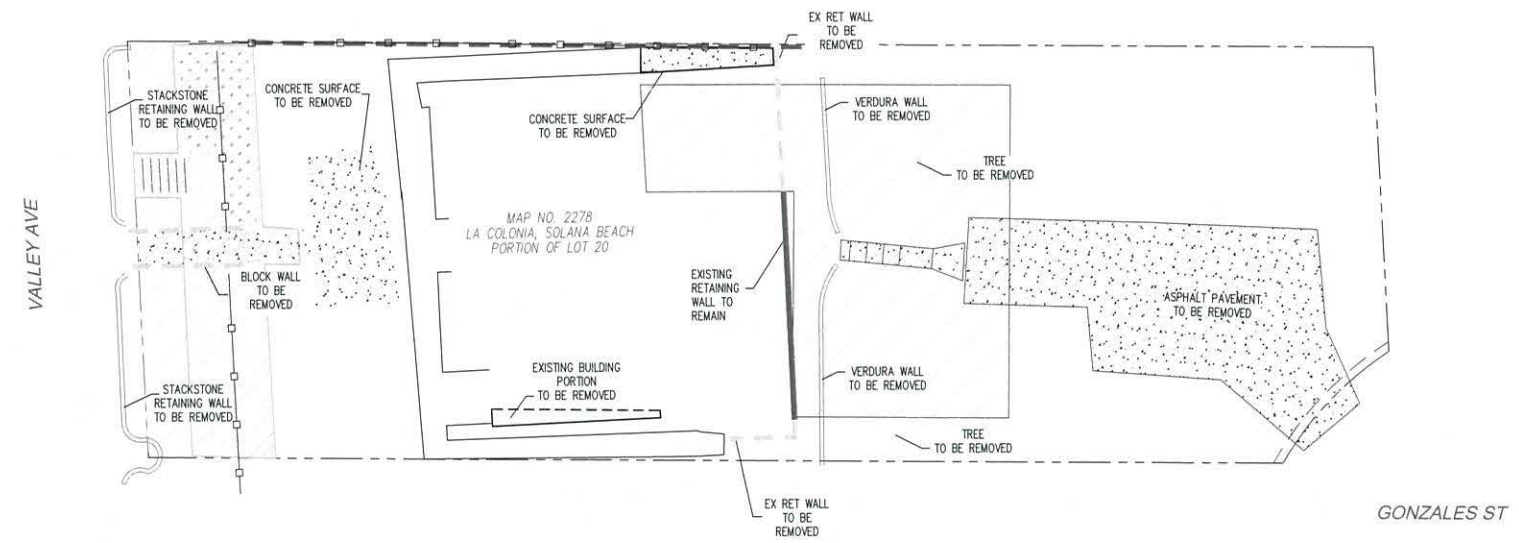 EX RET WALL
TO BE
REMOVED
STACKSTONE
RETAINING WALL
TO BE REMOVED
CONCRETE SURFACE
TO BE REMOVED
CONCRETE SURFACE
TO BE REMOVED
VERDURA WALL
TO BE REMOVED
TREE
TO BE REMOVED
VALLEY AVE
MAP NO. 2278
LA COLONIA, SOLANA BEACH
PORTION OF LOT 20
BLOCK WALL
TO BE
REMOVED
EXISTING
RETAINING
WALL TO
REMAIN
ASPHALT PAVEMENT
TO BE REMOVED
STACKSTONE
RETAINING WALL
TO BE REMOVED
EXISTING BUILDING
PORTION
TO BE REMOVED
VERDURA WALL
TO BE REMOVED
TREE
TO BE REMOVED
EX RET WALL
TO BE
REMOVED
GONZALES ST